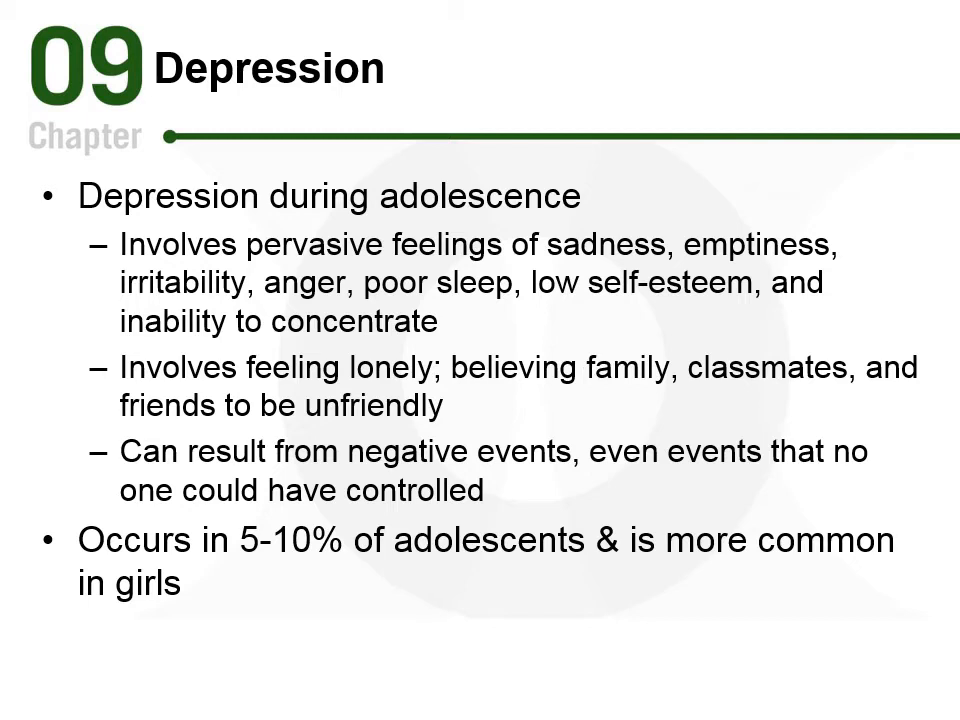 09 Depression
Chapter
• Depression during adolescence
– Involves pervasive feelings of sadness, emptiness,
irritability, anger, poor sleep, low self-esteem, and
inability to concentrate
– Involves feeling lonely; believing family, classmates, and
friends to be unfriendly
– Can result from negative events, even events that no
one could have controlled
• Occurs in 5-10% of adolescents & is more common
in girls